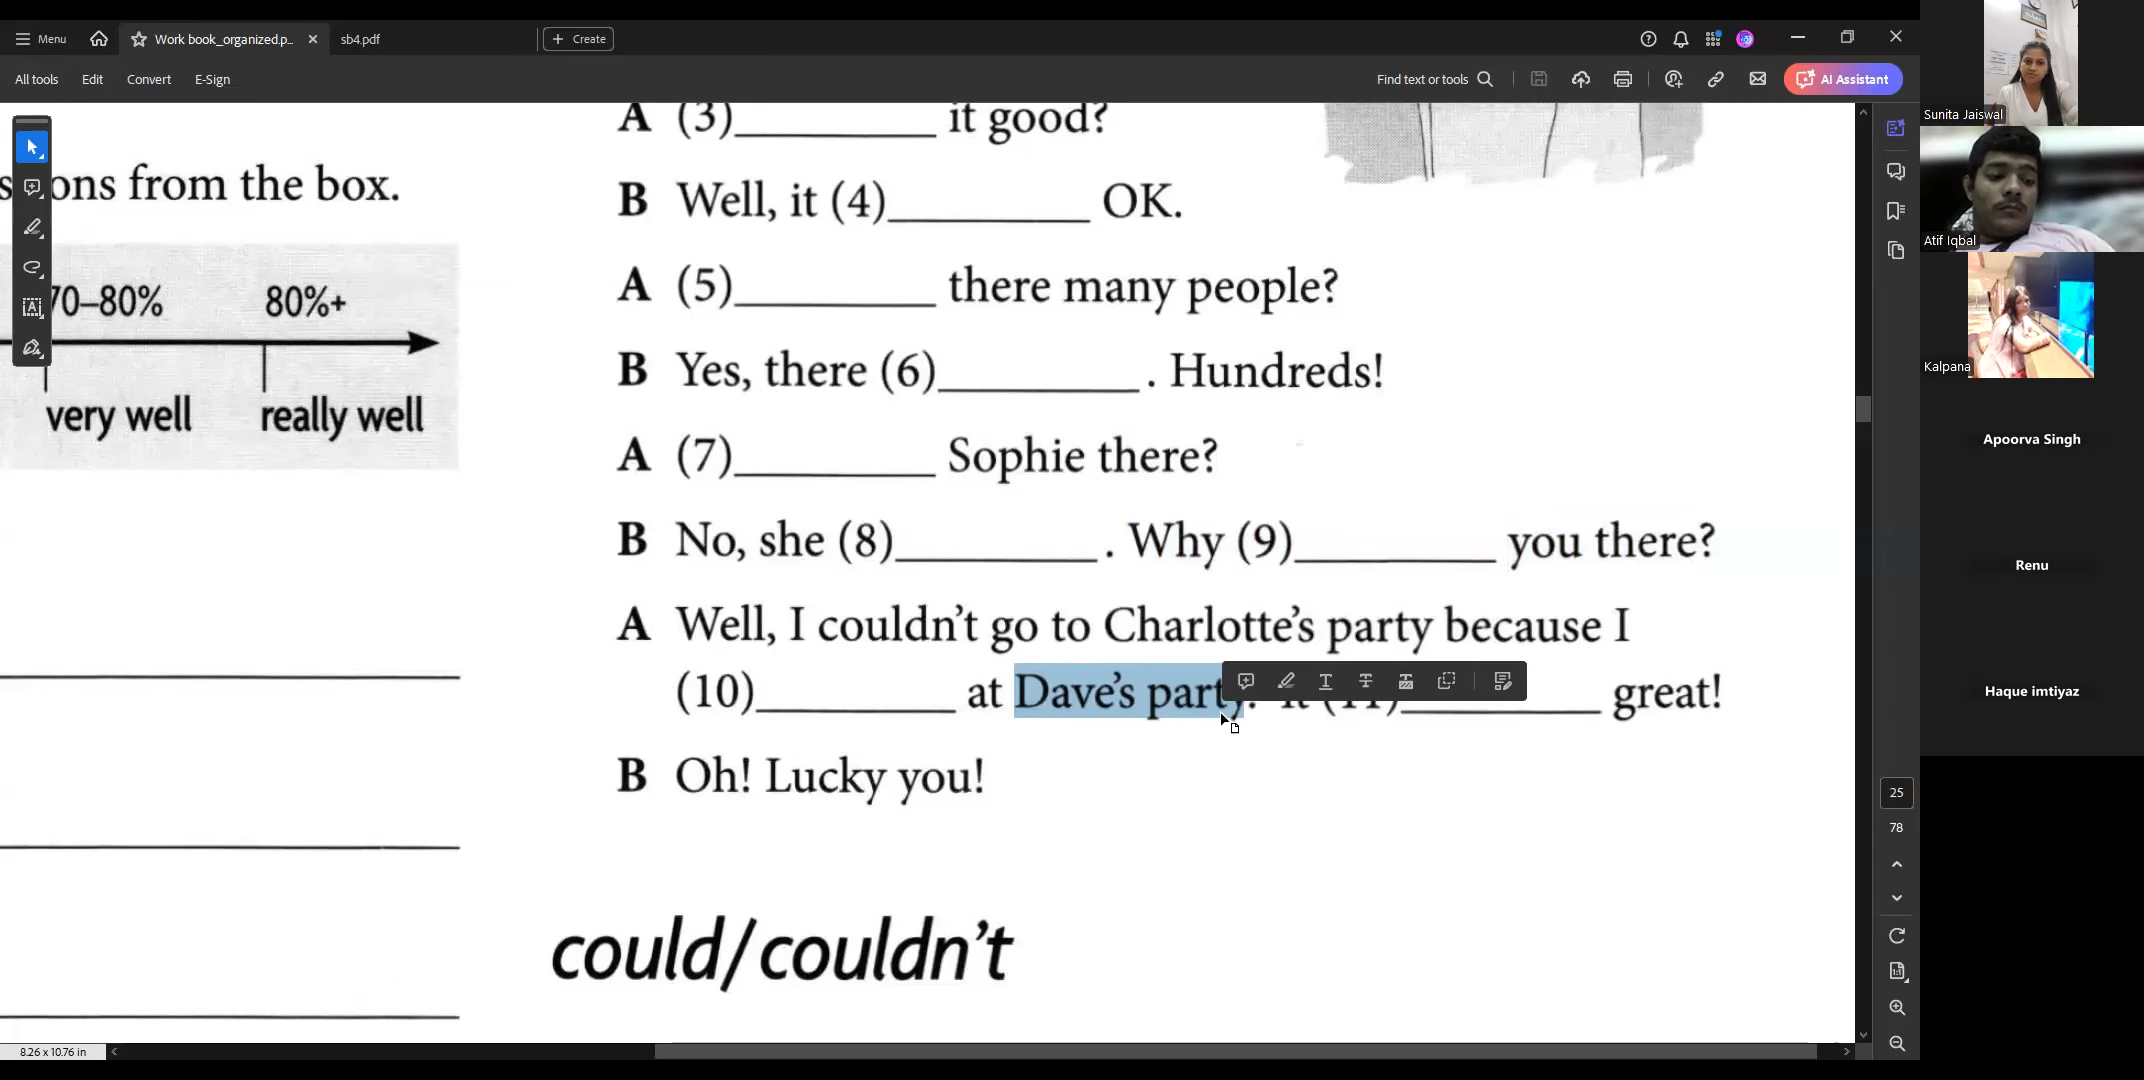 Menu
Work book_organized.p...
sb4.pdf
Create
All tools
Edit
Convert
E-Sign
Find text or tools
AI Assistant
A (3)________ it good?
ons from the box.
B Well, it (4)________ OK.
70–80% 80%+
very well really well
A (5)________ there many people?
B Yes, there (6)________. Hundreds!
A (7)________ Sophie there?
B No, she (8)________. Why (9)________ you there?
A Well, I couldn't go to Charlotte's party because I
(10)________ at Dave's party. It (11)________ great!
B Oh! Lucky you!
could/couldn't
25
78
8.26 x 10.76 in
Sunita Jaiswal
Atif Iqbal
Kalpana
Apoorva Singh
Renu
Haque imtiyaz